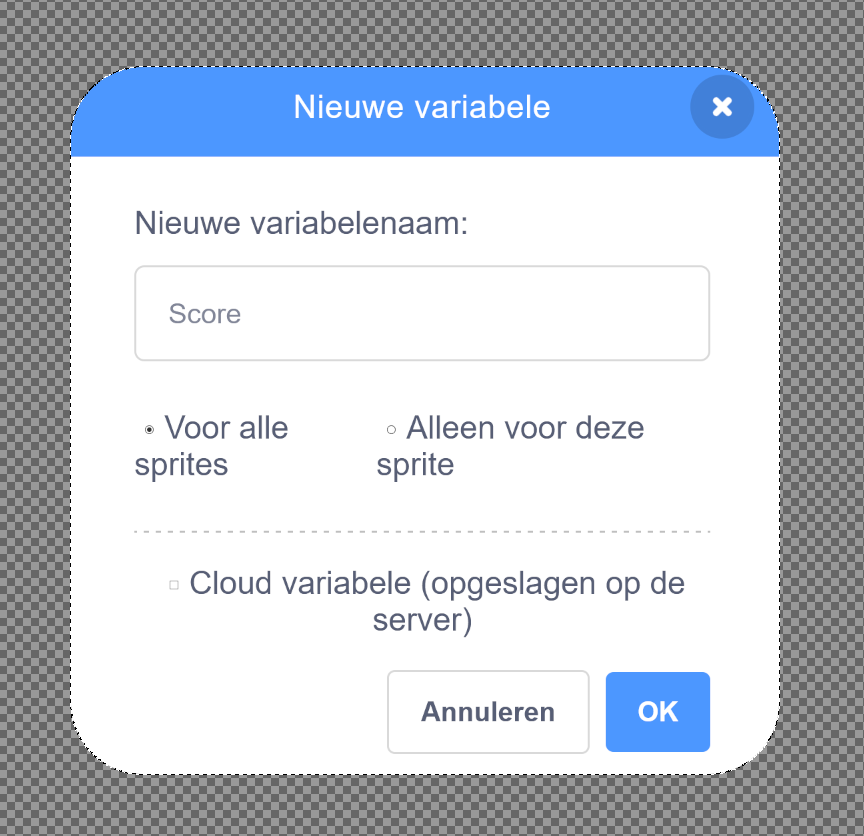 Nieuwe variabele
Nieuwe variabelenaam:
Score
Voor alle
sprites
Alleen voor deze
sprite
Cloud variabele (opgeslagen op de
server)
Annuleren
OK